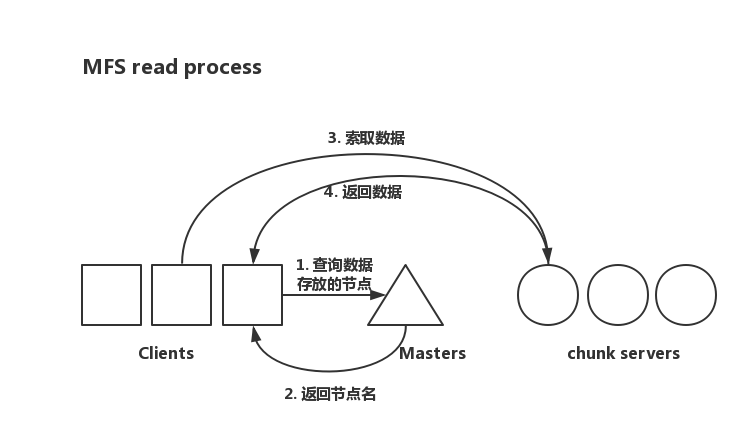 MFS read process
3. 索取数据
4. 返回数据
1. 查询数据
存放的节点
Clients
Masters
chunk servers
2. 返回节点名